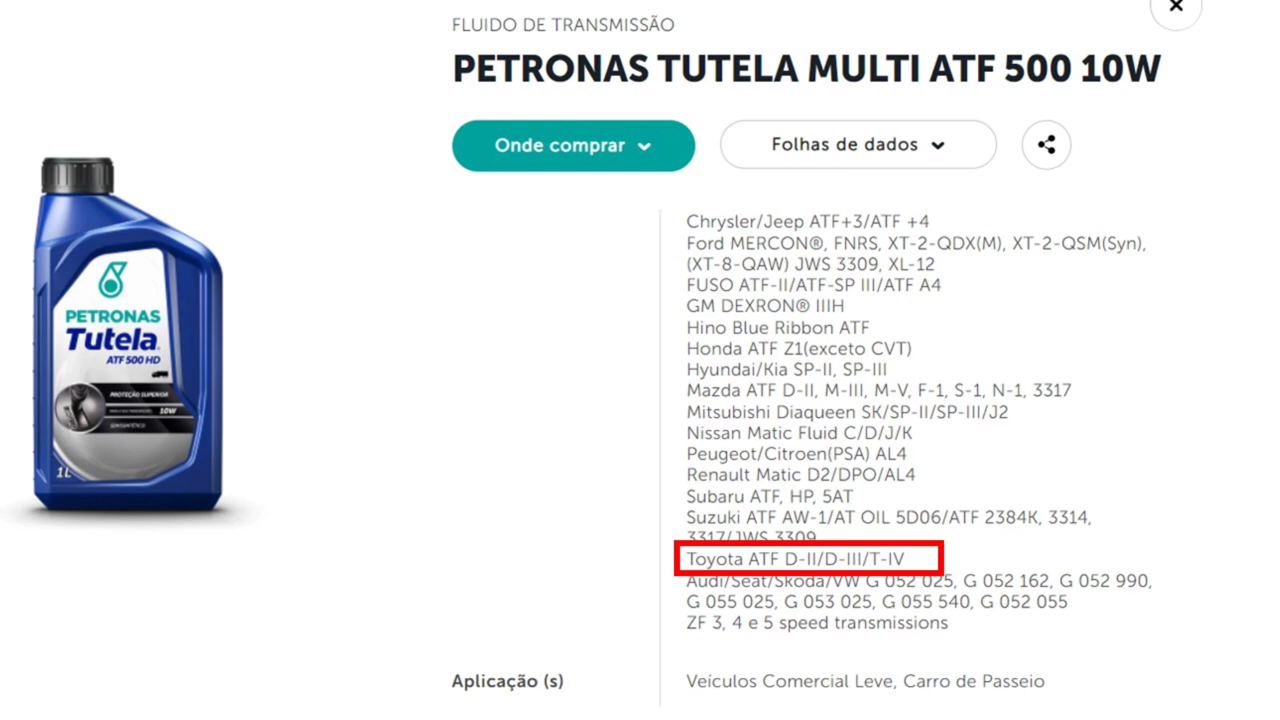 FLUIDO DE TRANSMISSÃO
PETRONAS TUTELA MULTI ATF 500 10W
Onde comprar
Folhas de dados
PETRONAS
Tutela
ATF 500 HD
PROTEÇÃO SUPERIOR
10W
SEMISSINTÉTICO
1L
Chrysler/Jeep ATF+3/ATF +4
Ford MERCON®, FNRS, XT-2-QDX(M), XT-2-QSM(Syn),
(XT-8-QAW) JWS 3309, XL-12
FUSO ATF-II/ATF-SP III/ATF A4
GM DEXRON® IIIH
Hino Blue Ribbon ATF
Honda ATF Z1(exceto CVT)
Hyundai/Kia SP-II, SP-III
Mazda ATF D-II, M-III, M-V, F-1, S-1, N-1, 3317
Mitsubishi Diaqueen SK/SP-II/SP-III/J2
Nissan Matic Fluid C/D/J/K
Peugeot/Citroen(PSA) AL4
Renault Matic D2/DPO/AL4
Subaru ATF, HP, 5AT
Suzuki ATF AW-1/AT OIL 5D06/ATF 2384K, 3314,
3317/JWS 3309
Toyota ATF D-II/D-III/T-IV
Audi/Seat/Skoda/VW G 052 025, G 052 162, G 052 990,
G 055 025, G 053 025, G 055 540, G 052 055
ZF 3, 4 e 5 speed transmissions
Aplicação (s)
Veículos Comercial Leve, Carro de Passeio